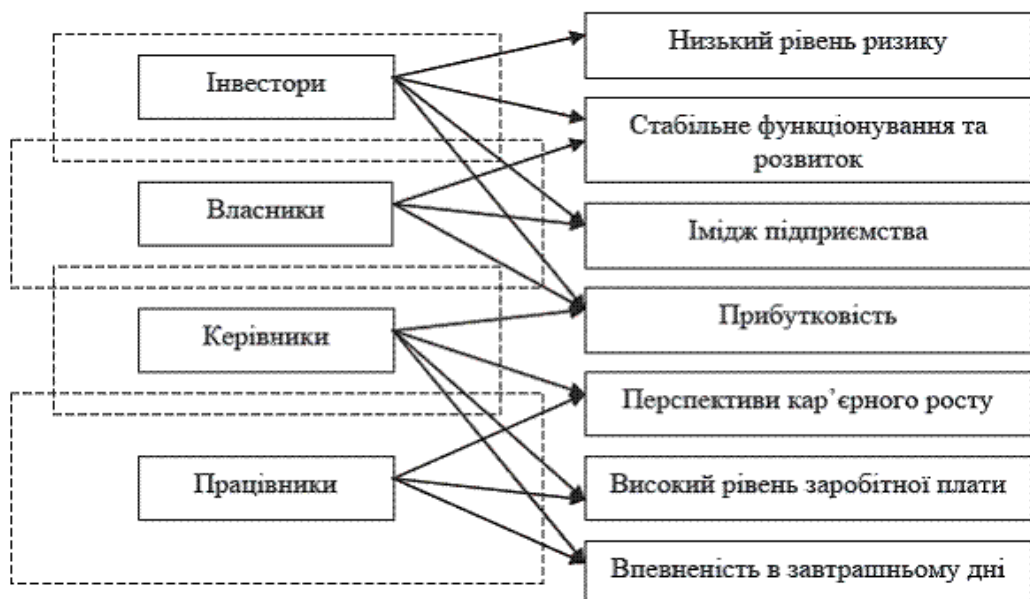 Інвестори
Власники
Керівники
Працівники
Низький рівень ризику
Стабільне функціонування та
розвиток
Імідж підприємства
Прибутковість
Перспективи кар’єрного росту
Високий рівень заробітної плати
Впевненість в завтрашньому дні